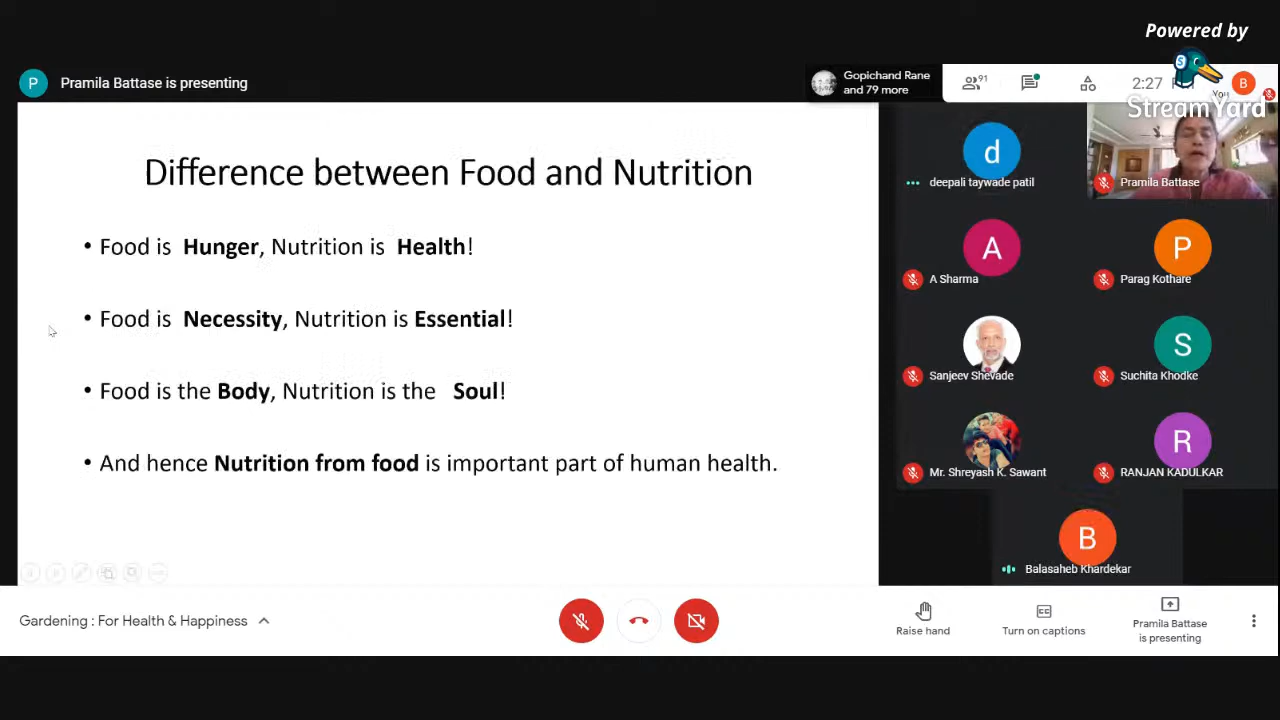 Powered by
StreamYard
P
Pramila Battase is presenting
Gopichand Rane
and 79 more
91
2:27
You
B
Difference between Food and Nutrition
• Food is Hunger, Nutrition is Health!
• Food is Necessity, Nutrition is Essential!
• Food is the Body, Nutrition is the Soul!
• And hence Nutrition from food is important part of human health.
d
deepali taywade patil
Pramila Battase
A
A Sharma
P
Parag Kothare
Sanjeev Shevade
S
Suchita Khodke
Mr. Shreyash K. Sawant
R
RANJAN KADULKAR
B
Balasaheb Khardekar
Gardening : For Health & Happiness
Raise hand
CC
Turn on captions
Pramila Battase
is presenting